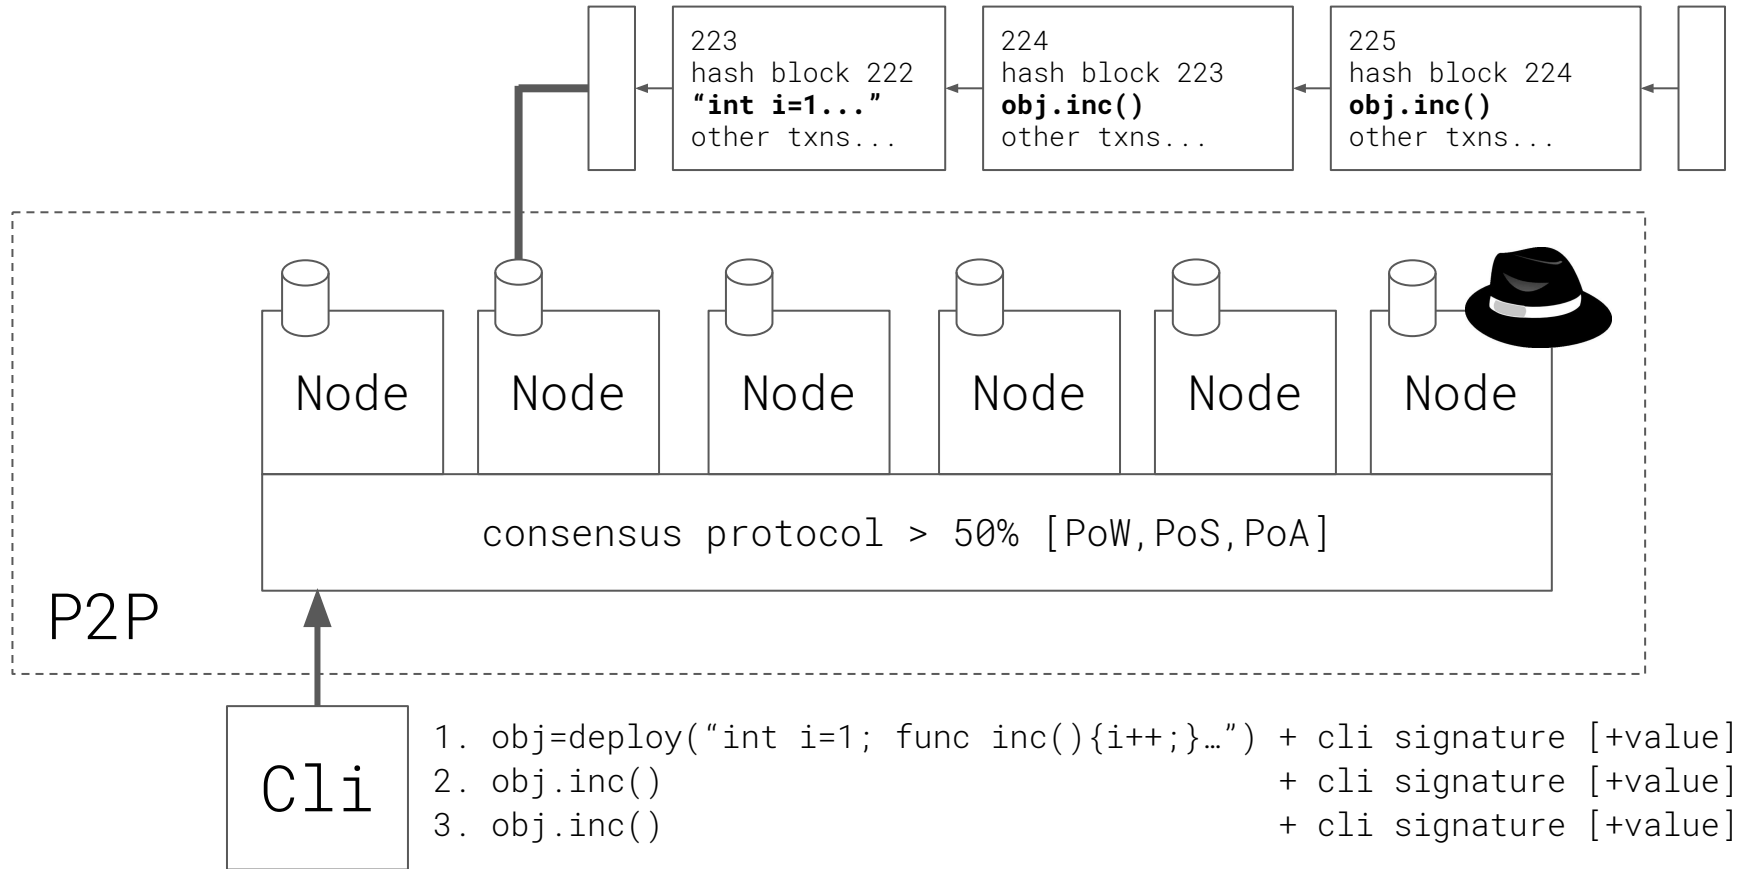 223
hash block 222
“int i=1...”
other txns...
224
hash block 223
obj.inc()
other txns...
225
hash block 224
obj.inc()
other txns...
Node
Node
Node
Node
Node
Node
consensus protocol > 50% [PoW,PoS,PoA]
P2P
Cli
1. obj=deploy(“int i=1; func inc(){i++;}…”) + cli signature [+value]
2. obj.inc() + cli signature [+value]
3. obj.inc() + cli signature [+value]